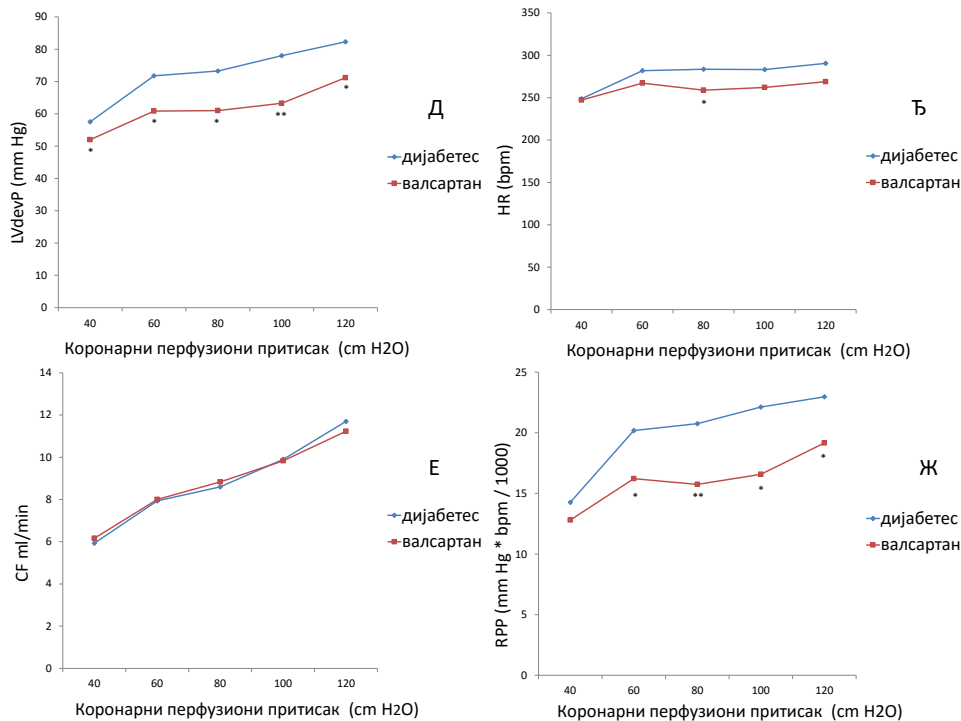 90
80
70
60
50
40
30
20
10
0
LVdevP (mm Hg)
* * * ** *
Д
дијабетес
валсартан
40 60 80 100 120
Коронарни перфузиони притисак (cm H2O)
350
300
250
200
150
100
50
0
HR (bpm)
*
Ђ
дијабетес
валсартан
40 60 80 100 120
Коронарни перфузиони притисак (cm H2O)
14
12
10
8
6
4
2
0
CF ml/min
Е
дијабетес
валсартан
40 60 80 100 120
Коронарни перфузиони притисак (cm H2O)
25
20
15
10
5
0
RPP (mm Hg * bpm / 1000)
* ** * *
Ж
дијабетес
валсартан
40 60 80 100 120
Коронарни перфузиони притисак (cm H2O)